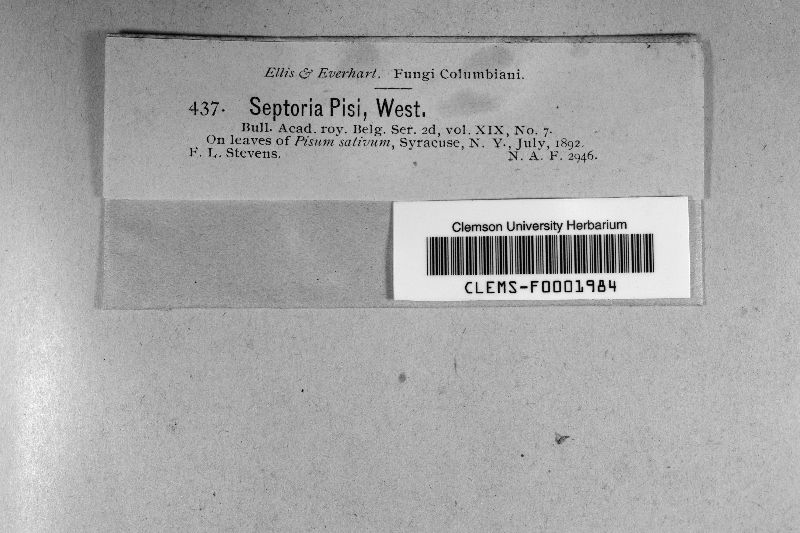 Ellis & Everhart. Fungi Columbiani.
437. Septoria Pisi, West.
Bull. Acad. roy. Belg. Ser. 2d, vol. XIX, No. 7.
On leaves of Pisum sativum, Syracuse, N. Y., July, 1892.
F. L. Stevens. N. A. F. 2946.
Clemson University Herbarium
CLEMS-F0001984